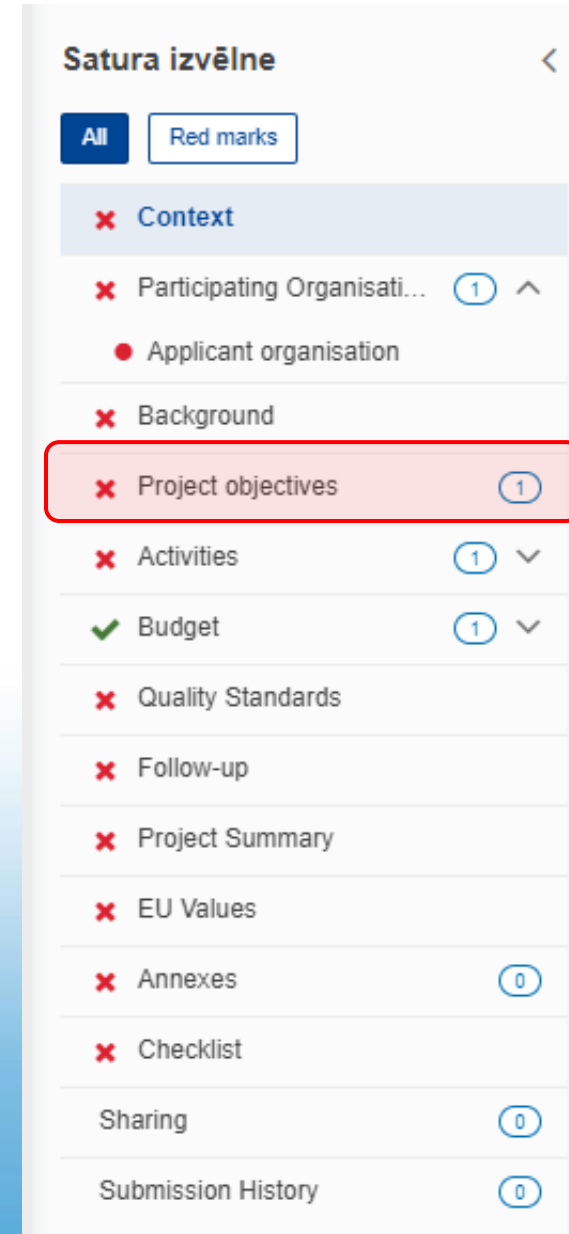 Satura izvēlne
All Red marks
Context
Participating Organisati... 1
Applicant organisation
Background
Project objectives 1
Activities 1
Budget 1
Quality Standards
Follow-up
Project Summary
EU Values
Annexes 0
Checklist
Sharing 0
Submission History 0